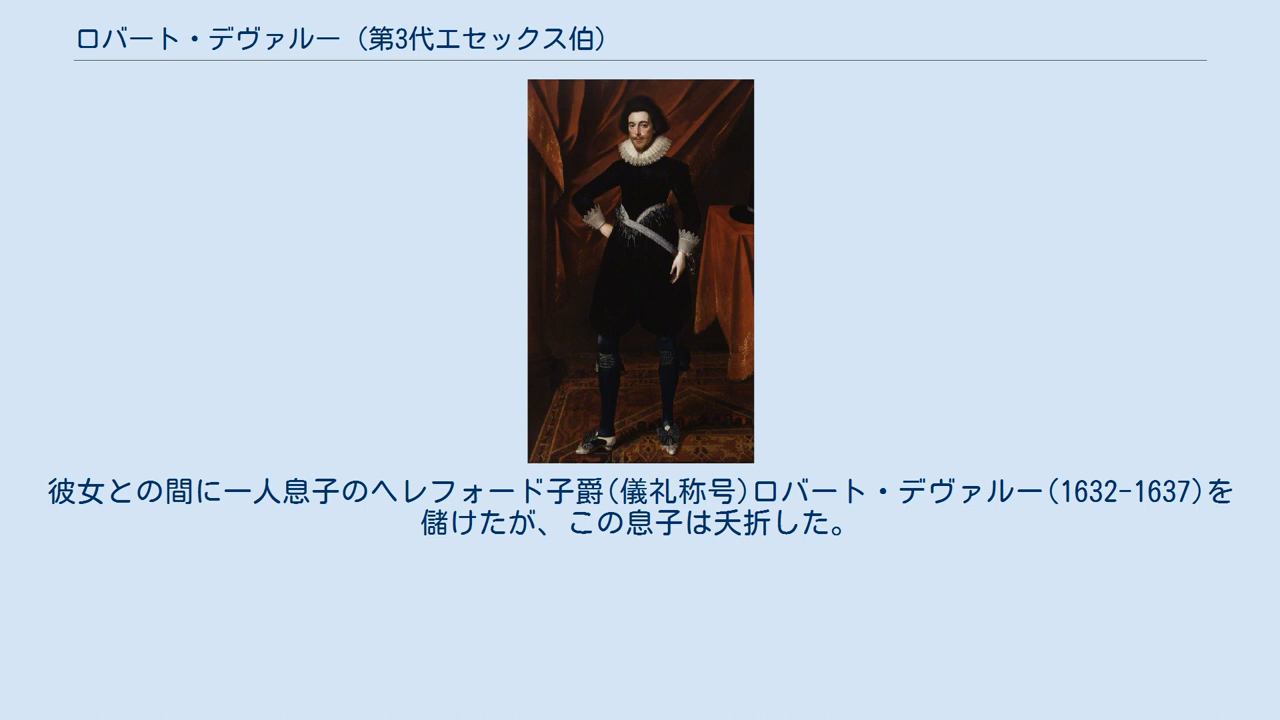 ロバート・デヴァルー (第3代エセックス伯)
彼女との間に一人息子のヘレフォード子爵(儀礼称号)ロバート・デヴァルー(1632-1637)を
儲けたが、この息子は夭折した。